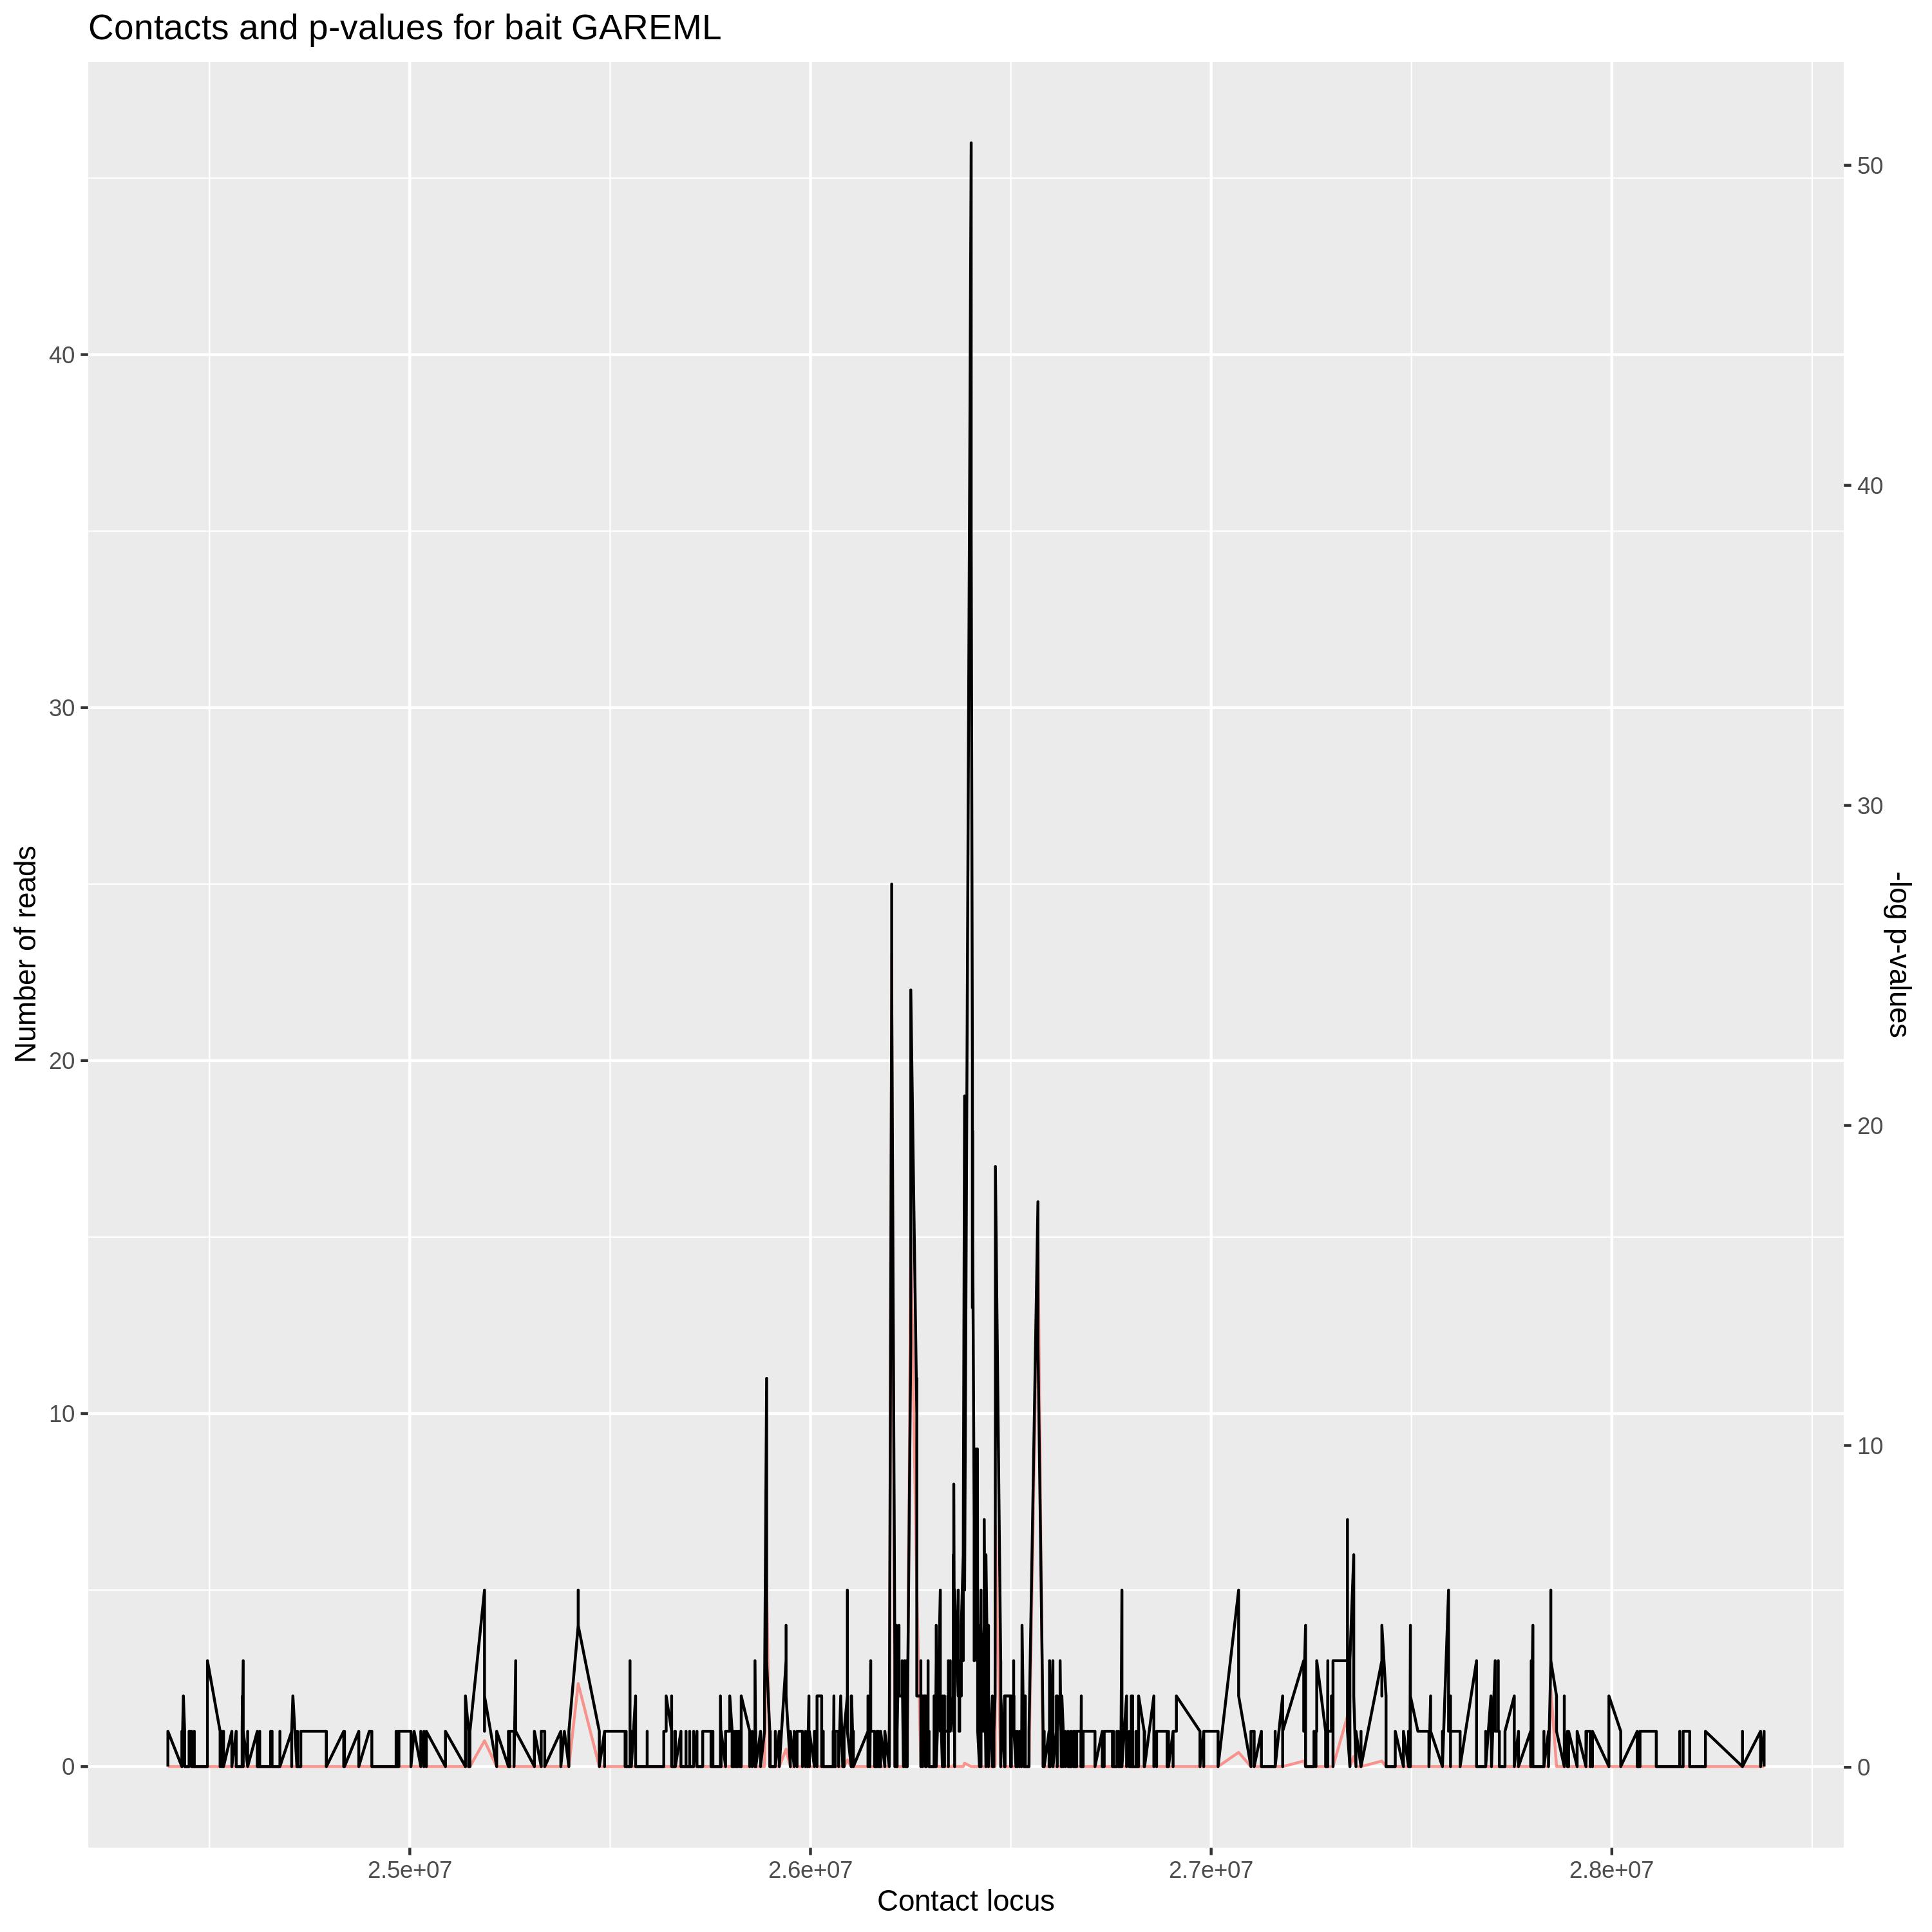 Contacts and p-values for bait GAREML
Number of reads
40
30
20
10
0
50
40
30
20
10
0
-log p-values
2.5e+07
2.6e+07
2.7e+07
2.8e+07
Contact locus